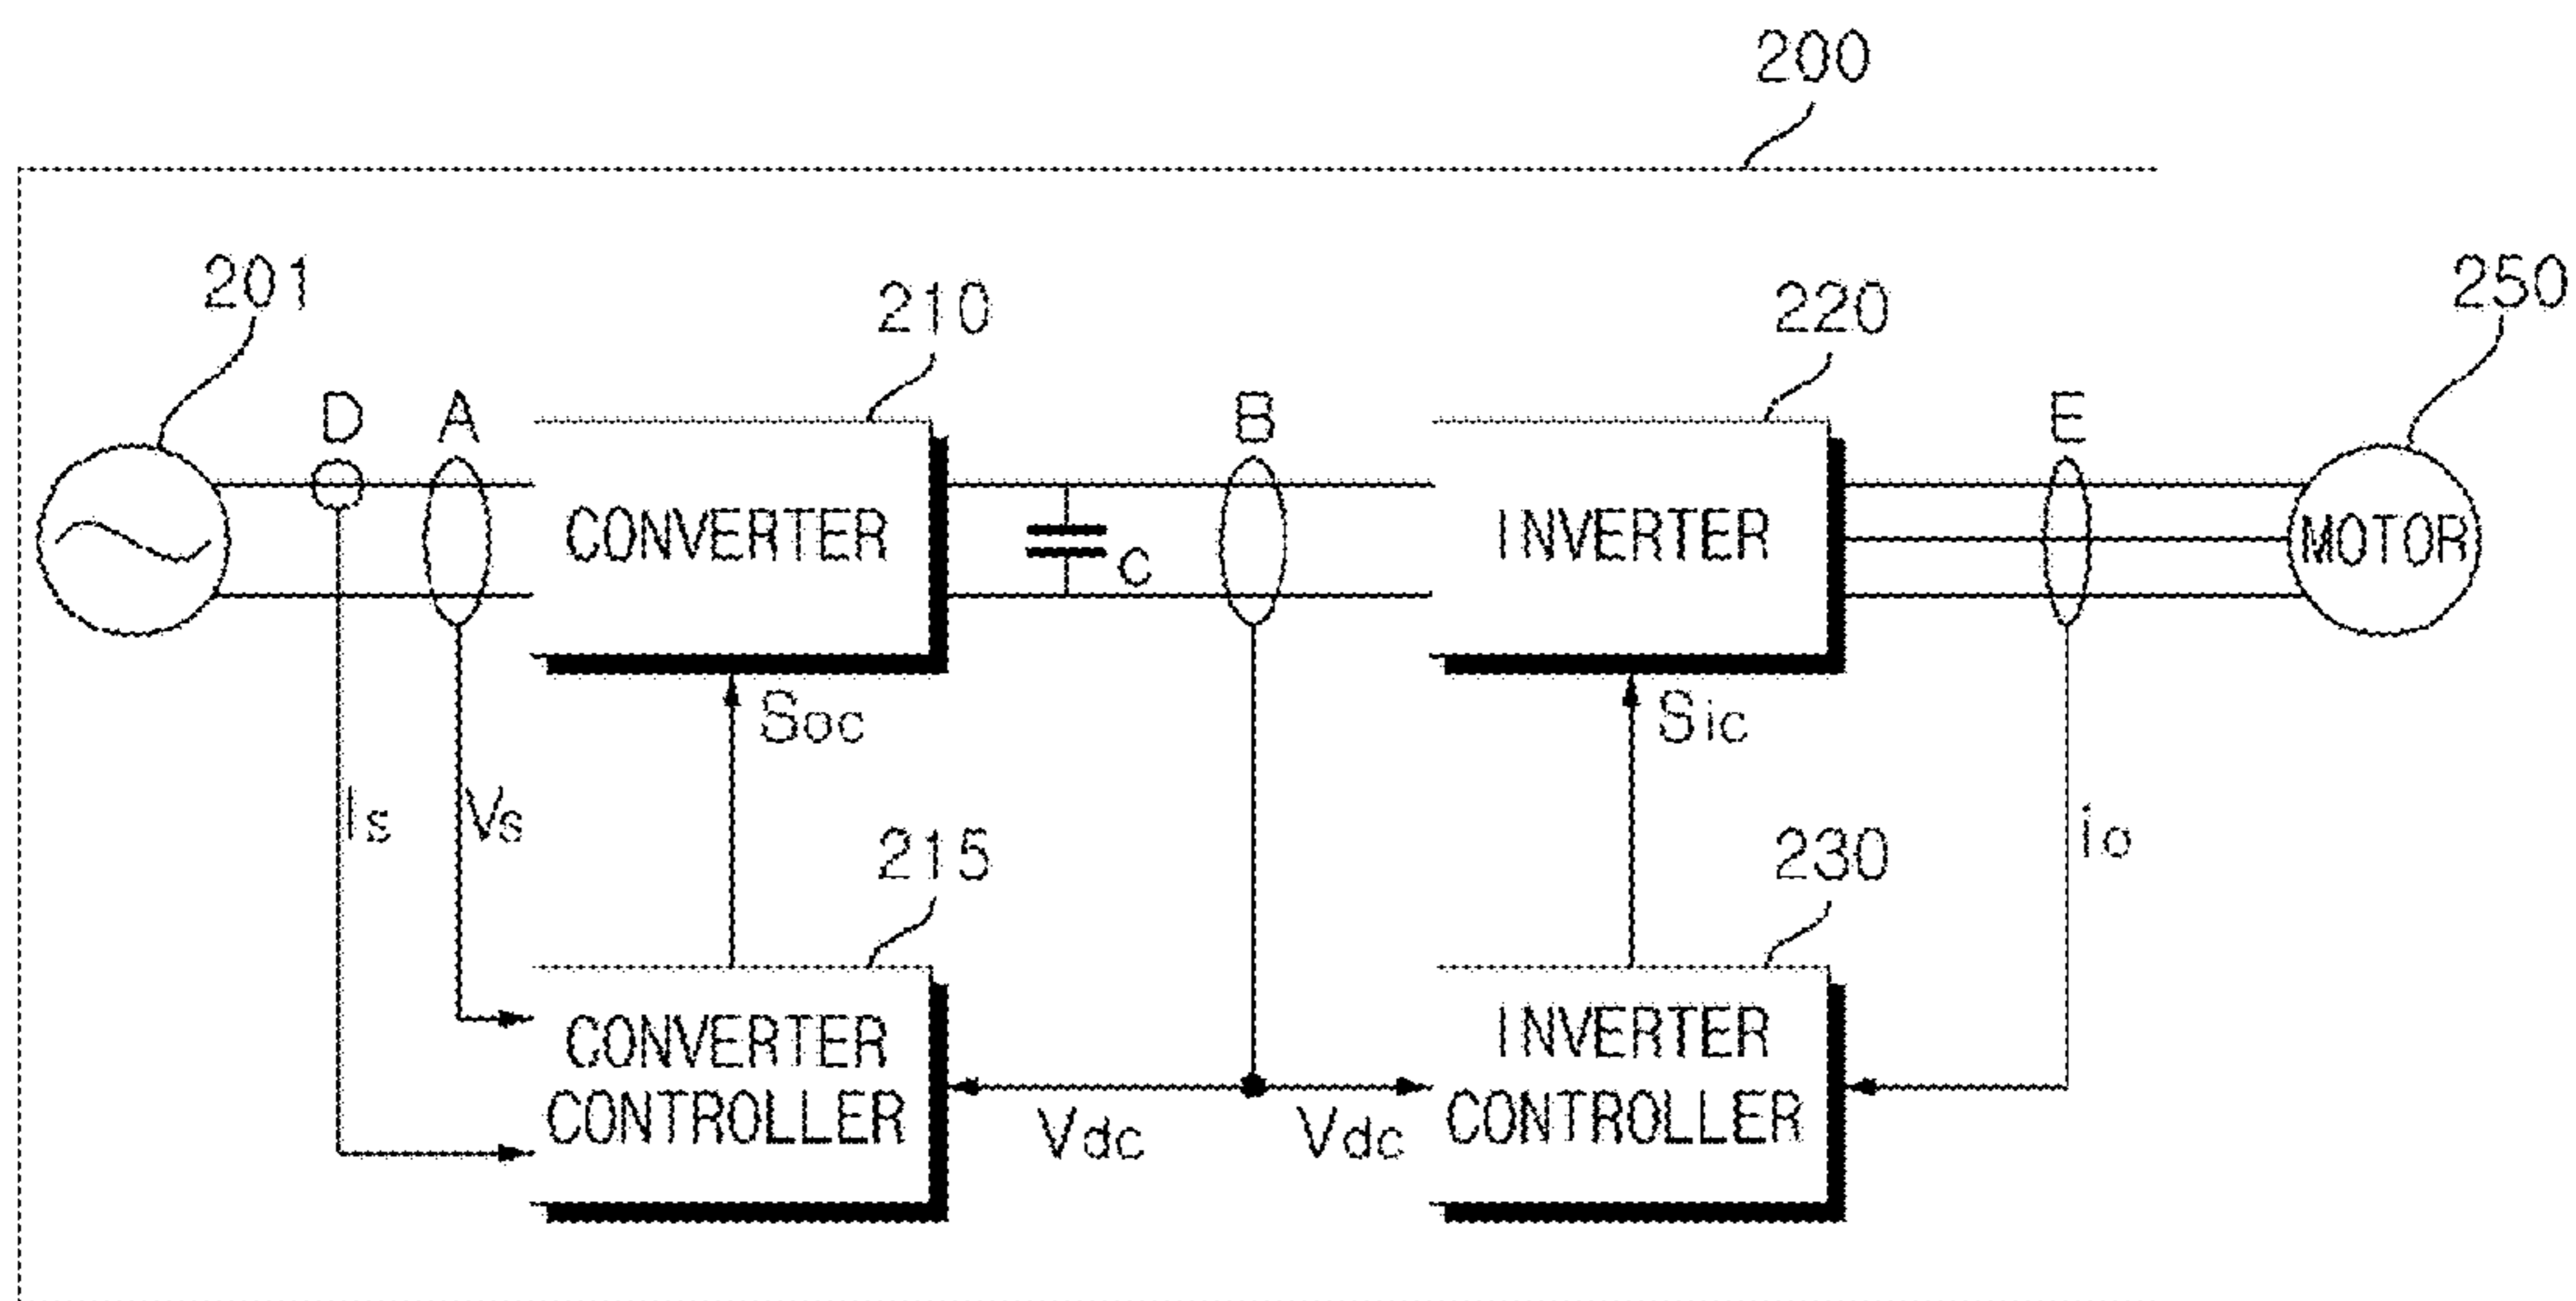 200
201
210
220
250
D
A
B
E
CONVERTER
C
INVERTER
MOTOR
Soc
Sic
Is
Vs
215
230
io
CONVERTER
CONTROLLER
INVERTER
CONTROLLER
Vdc
Vdc